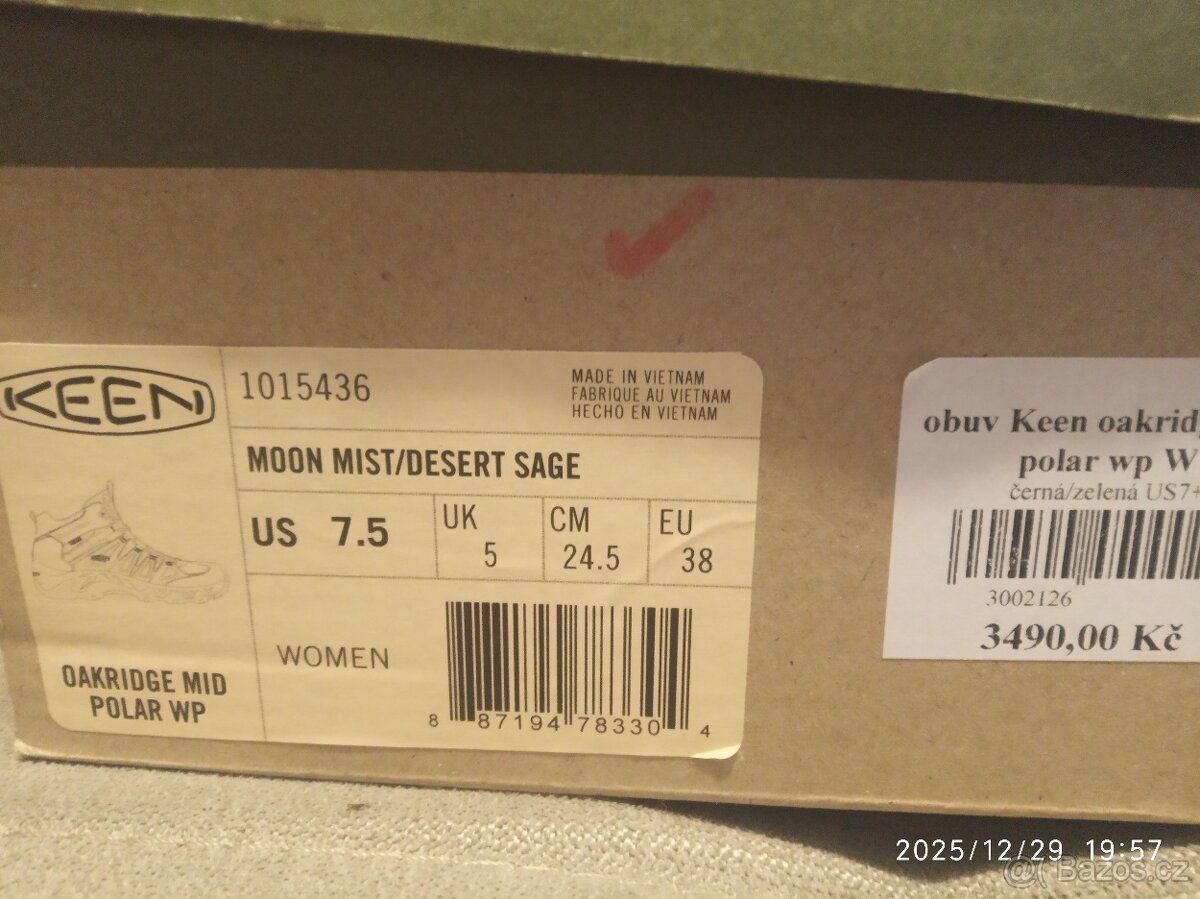 KEEN
1015436
MADE IN VIETNAM
FABRIQUE AU VIETNAM
HECHO EN VIETNAM
MOON MIST/DESERT SAGE
US 7.5
UK
5
CM
24.5
EU
38
WOMEN
OAKRIDGE MID
POLAR WP
8 87194 78330 4
obuv Keen oakridg
polar wp W
černá/zelená US7+
3002126
3490,00 Kč
2025/12/29 19:57
Bazos.cz